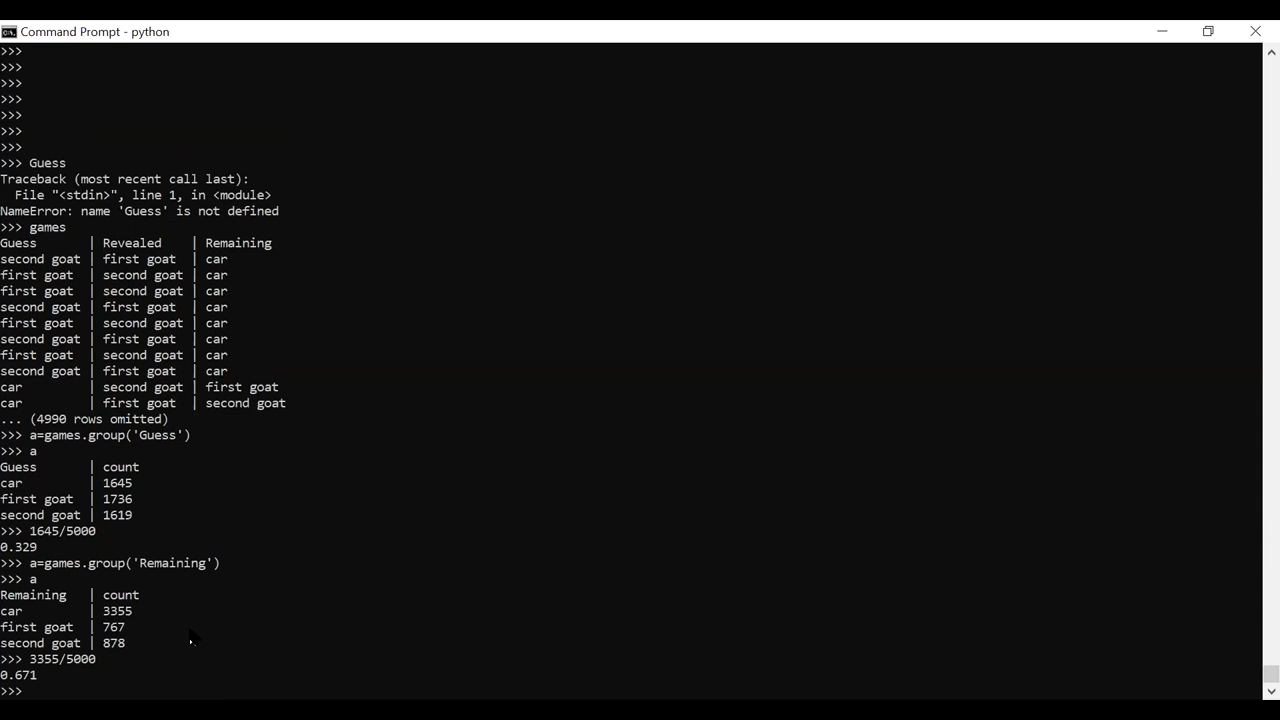 Command Prompt - python
>>>
>>>
>>>
>>>
>>>
>>>
>>>
>>> Guess
Traceback (most recent call last):
  File "<stdin>", line 1, in <module>
NameError: name 'Guess' is not defined
>>> games
Guess       | Revealed    | Remaining
second goat | first goat  | car
first goat  | second goat | car
first goat  | second goat | car
second goat | first goat  | car
first goat  | second goat | car
second goat | first goat  | car
first goat  | second goat | car
second goat | first goat  | car
car         | second goat | first goat
car         | first goat  | second goat
... (4990 rows omitted)
>>> a=games.group('Guess')
>>> a
Guess       | count
car         | 1645
first goat  | 1736
second goat | 1619
>>> 1645/5000
0.329
>>> a=games.group('Remaining')
>>> a
Remaining   | count
car         | 3355
first goat  | 767
second goat | 878
>>> 3355/5000
0.671
>>>